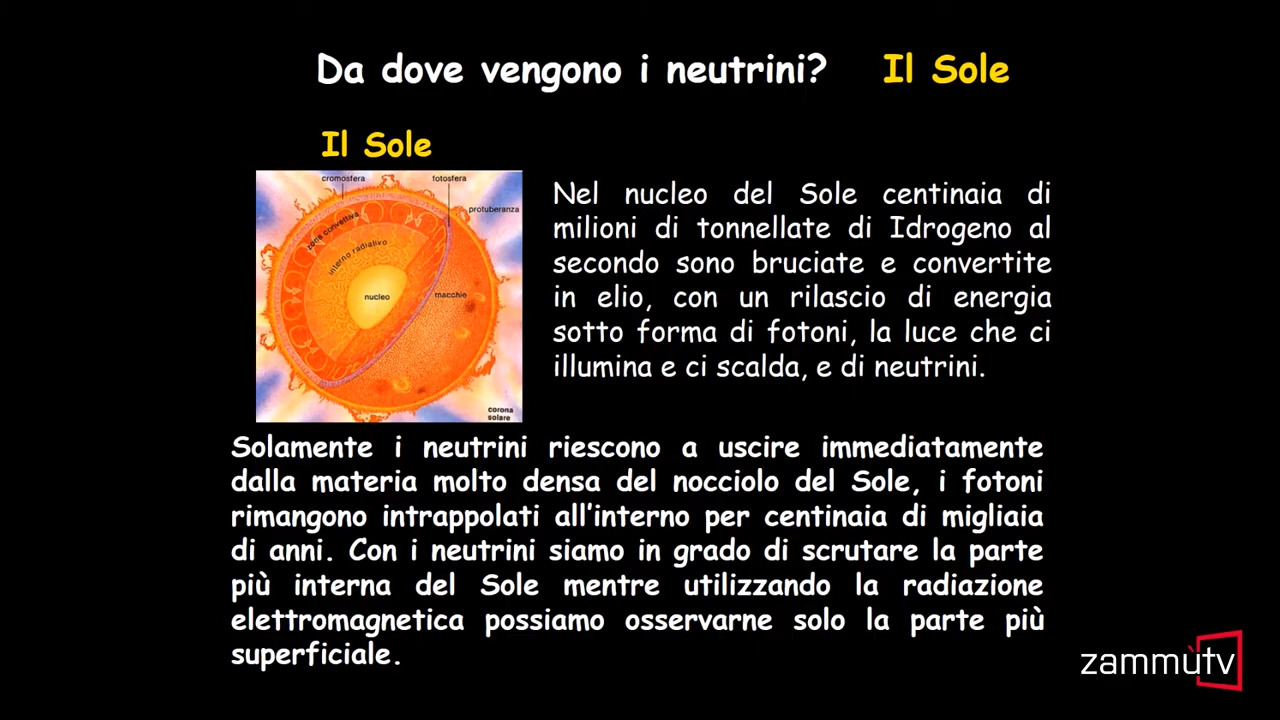 Da dove vengono i neutrini? Il Sole
Il Sole
cromosfera
fotosfera
protuberanza
zona convettiva
interno radiativo
nucleo
macchie
corona
solare
Nel nucleo del Sole centinaia di
milioni di tonnellate di Idrogeno al
secondo sono bruciate e convertite
in elio, con un rilascio di energia
sotto forma di fotoni, la luce che ci
illumina e ci scalda, e di neutrini.
Solamente i neutrini riescono a uscire immediatamente
dalla materia molto densa del nocciolo del Sole, i fotoni
rimangono intrappolati all'interno per centinaia di migliaia
di anni. Con i neutrini siamo in grado di scrutare la parte
più interna del Sole mentre utilizzando la radiazione
elettromagnetica possiamo osservarne solo la parte più
superficiale.
zammùtv